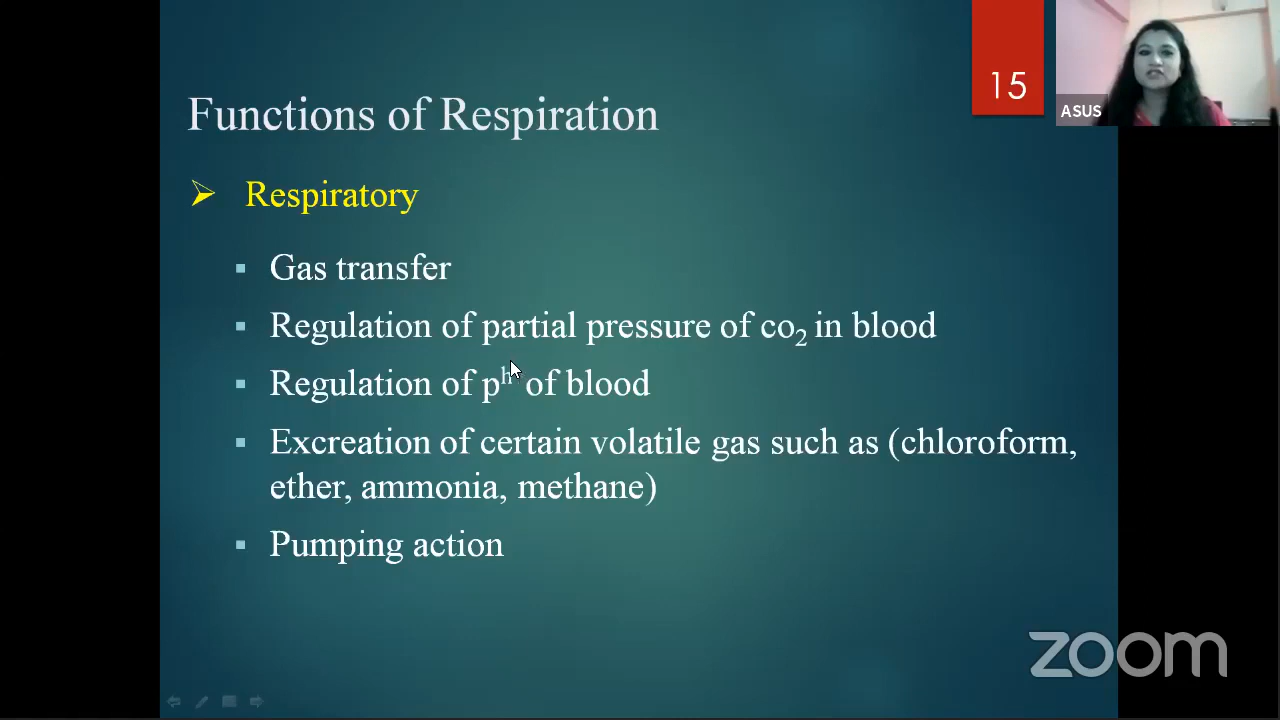 15
ASUS
Functions of Respiration
Respiratory
Gas transfer
Regulation of partial pressure of co₂ in blood
Regulation of pʰ of blood
Excreation of certain volatile gas such as (chloroform,
ether, ammonia, methane)
Pumping action
zoom